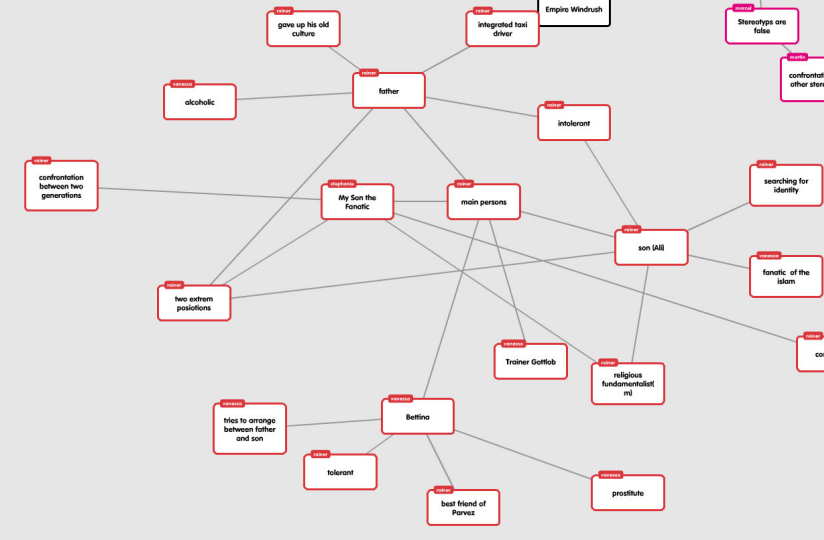 Empire Windrush
marcel
Stereotyps are
false
rainer
gave up his old
culture
rainer
integrated taxi
driver
martin
confrontati
other stere
rainer
father
vanessa
alcoholic
rainer
intolerant
rainer
confrontation
between two
generations
stephanie
My Son the
Fanatic
rainer
main persons
rainer
searching for
identity
rainer
son (Ali)
vanessa
fanatic of the
islam
rainer
two extrem
posiotions
rainer
con
vanessa
Trainer Gottlob
rainer
religious
fundamentalist(
m)
vanessa
Bettina
vanessa
tries to arrange
between father
and son
rainer
tolerant
rainer
best friend of
Parvez
vanessa
prostitute